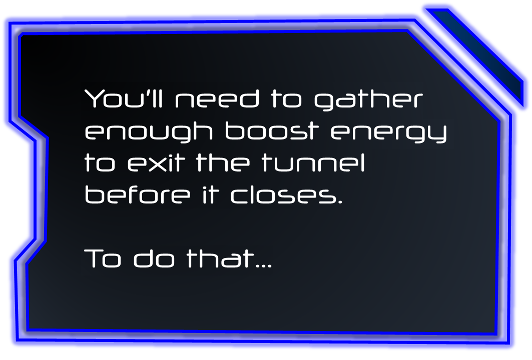 You'll need to gather
enough boost energy
to exit the tunnel
before it closes.
To do that...